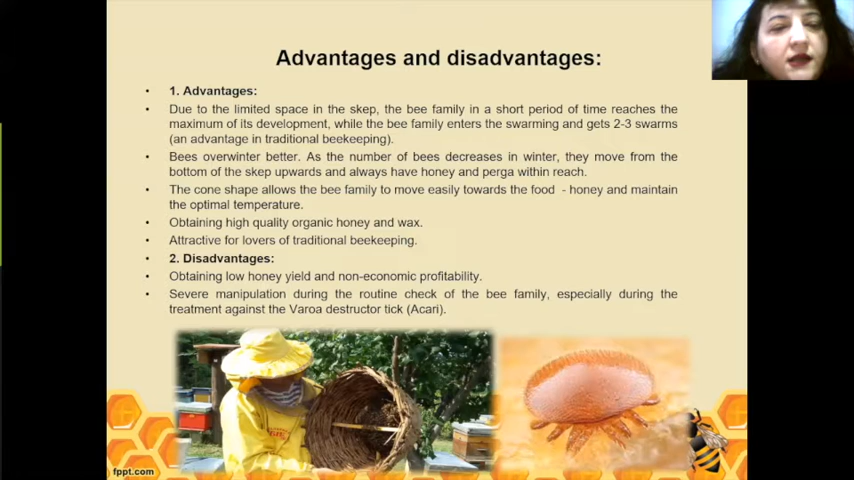 Advantages and disadvantages:
• 1. Advantages:
• Due to the limited space in the skep, the bee family in a short period of time reaches the
maximum of its development, while the bee family enters the swarming and gets 2-3 swarms
(an advantage in traditional beekeeping).
• Bees overwinter better. As the number of bees decreases in winter, they move from the
bottom of the skep upwards and always have honey and perga within reach.
• The cone shape allows the bee family to move easily towards the food - honey and maintain
the optimal temperature.
• Obtaining high quality organic honey and wax.
• Attractive for lovers of traditional beekeeping.
• 2. Disadvantages:
• Obtaining low honey yield and non-economic profitability.
• Severe manipulation during the routine check of the bee family, especially during the
treatment against the Varoa destructor tick (Acari).
fppt.com